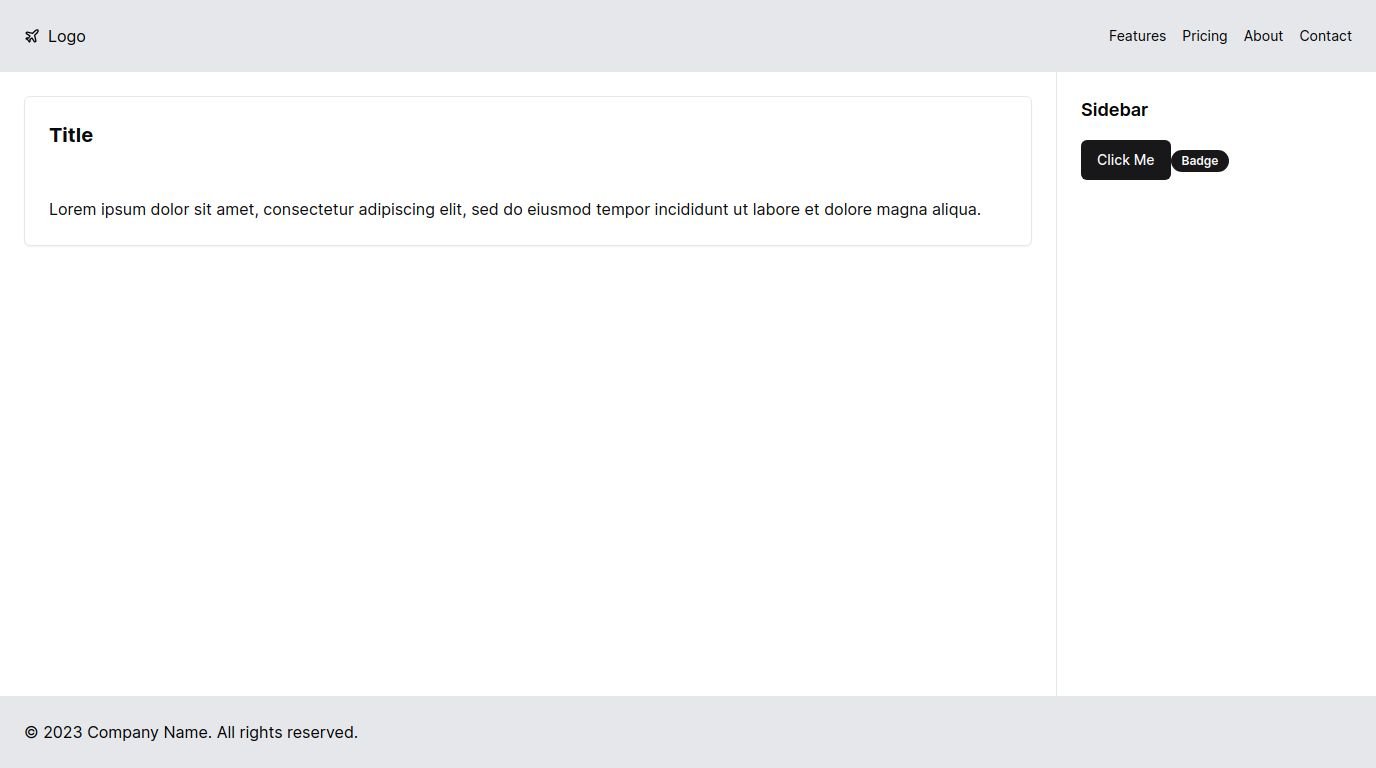 Logo
Features Pricing About Contact
Title
Lorem ipsum dolor sit amet, consectetur adipiscing elit, sed do eiusmod tempor incididunt ut labore et dolore magna aliqua.
Sidebar
Click Me Badge
© 2023 Company Name. All rights reserved.